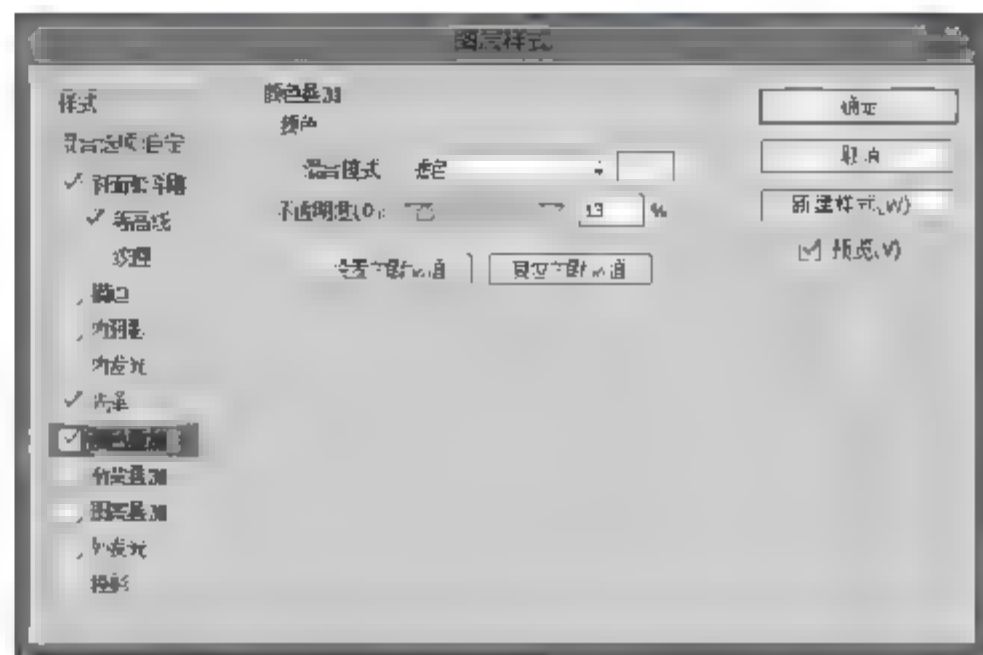 图层样式
样式
混合选项:自定
斜面和浮雕
等高线
纹理
描边
内阴影
内发光
光泽
渐变叠加
图案叠加
外发光
投影
颜色叠加
颜色
混合模式
不透明度(O): 13 %
设置为默认值 复位为默认值
确定
取消
新建样式(W)
预览(V)